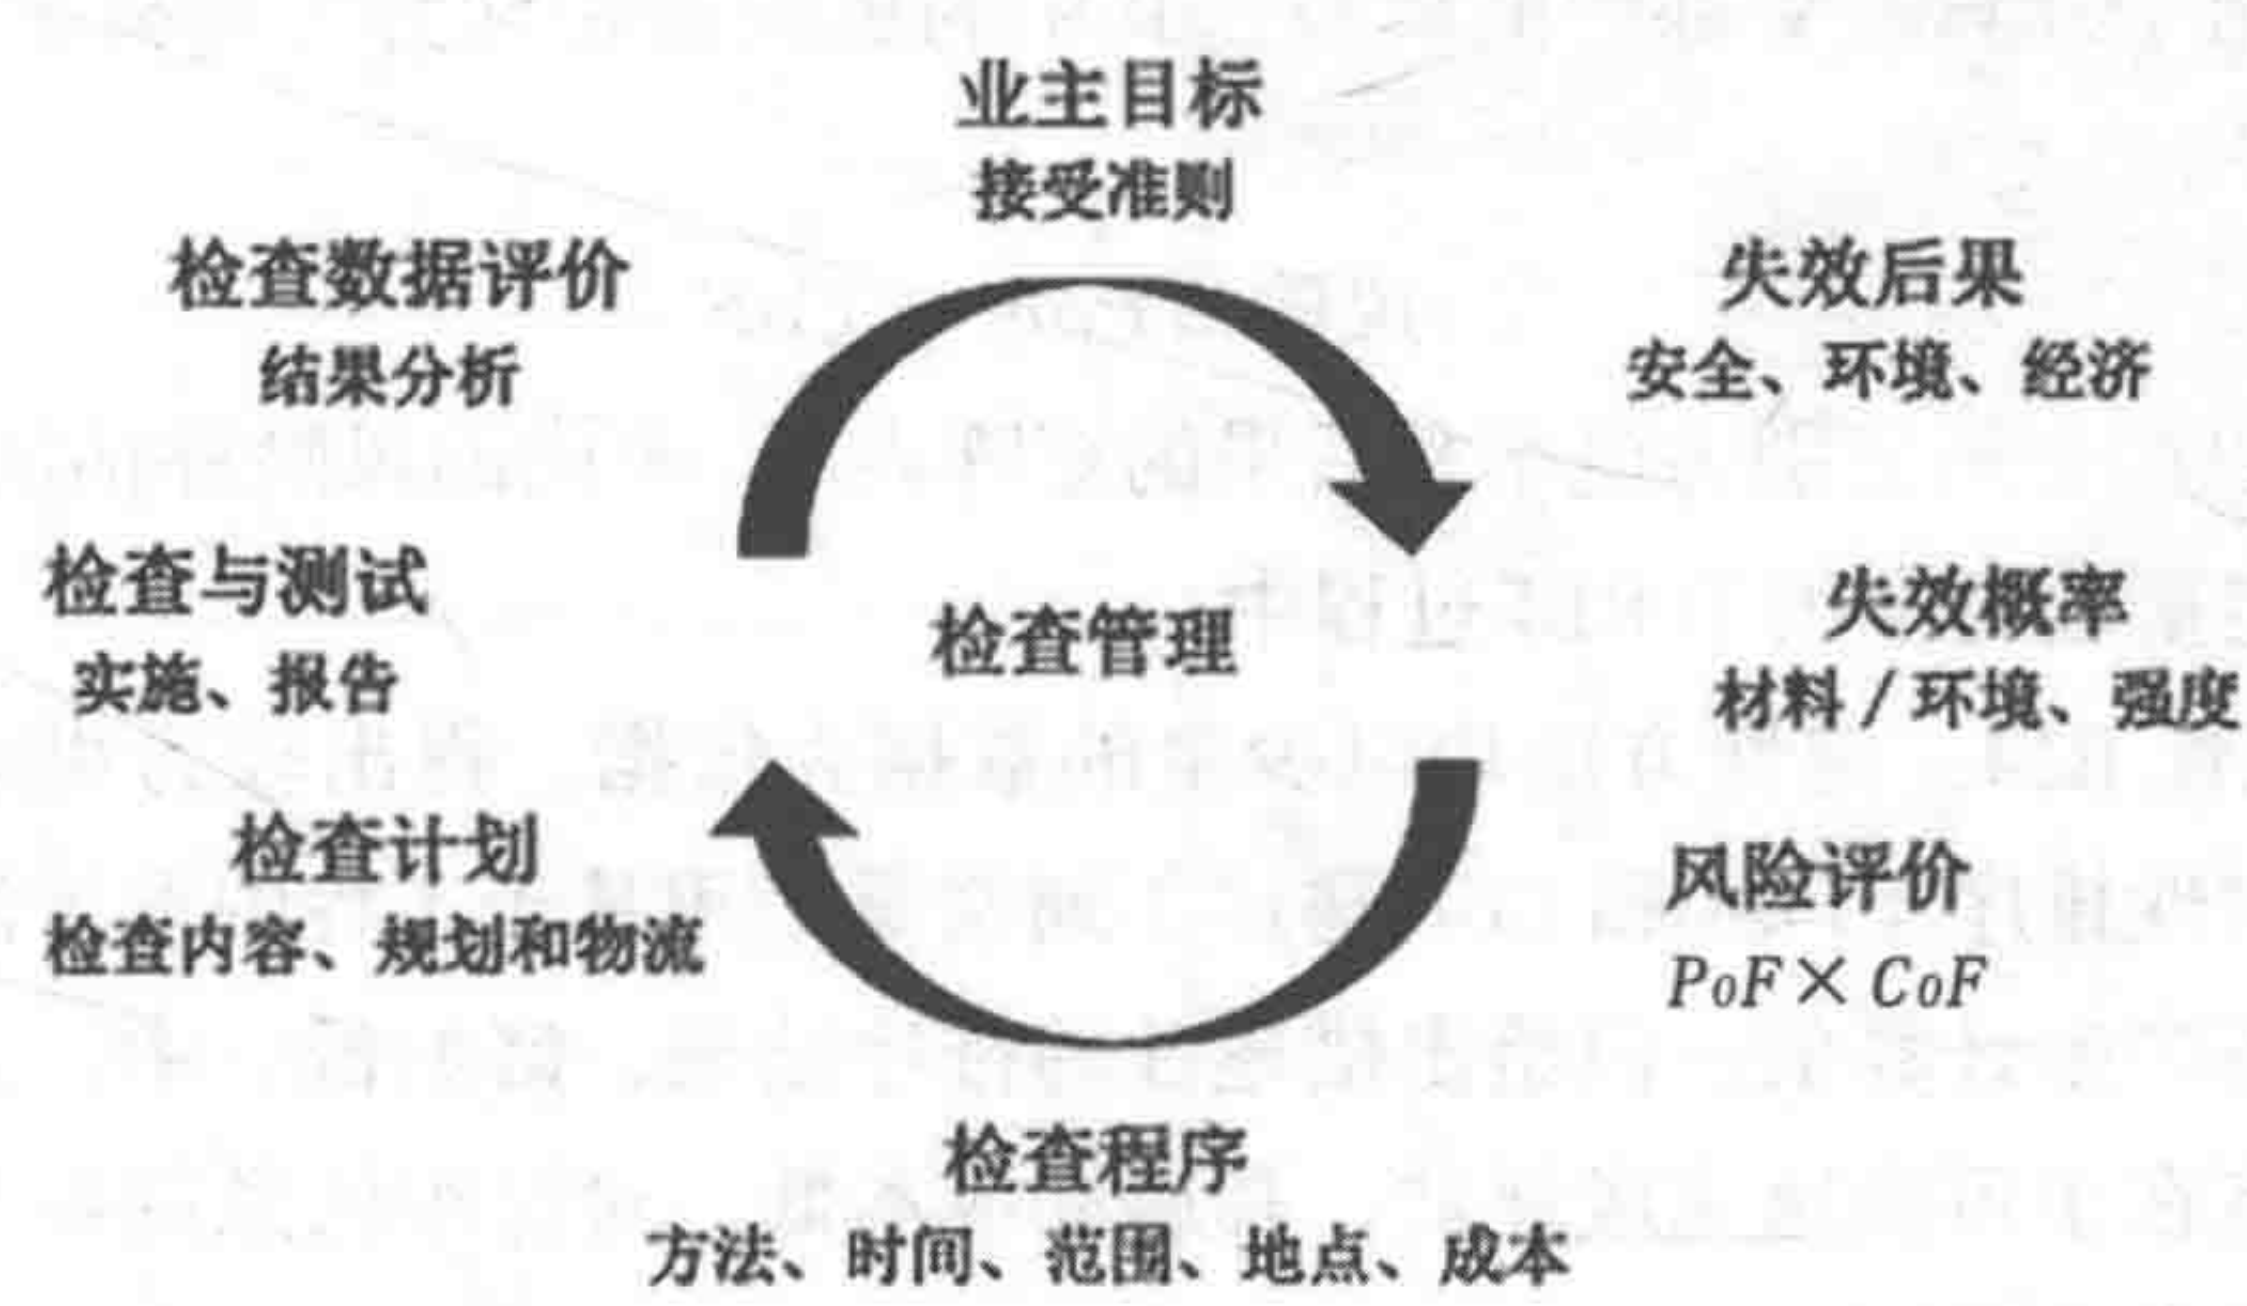 业主目标
接受准则
检查数据评价
结果分析
失效后果
安全、环境、经济
检查与测试
实施、报告
检查管理
失效概率
材料/环境、强度
检查计划
检查内容、规划和物流
风险评价
PoF×CoF
检查程序
方法、时间、范围、地点、成本